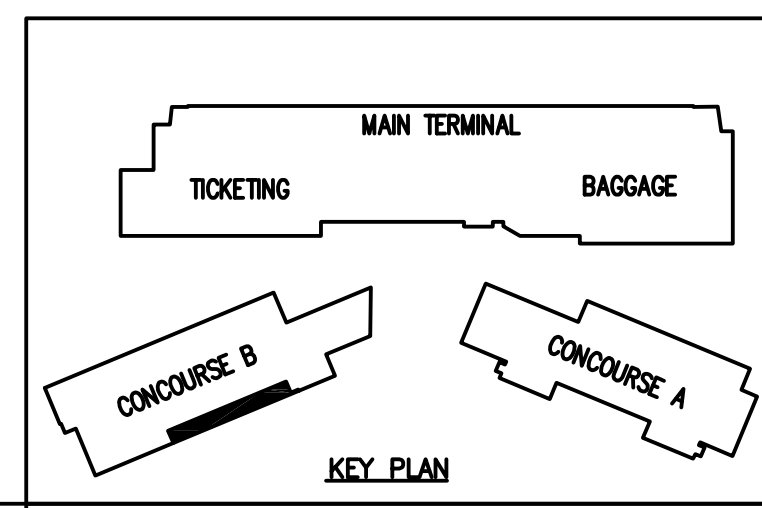 MAIN TERMINAL
TICKETING
BAGGAGE
CONCOURSE B
CONCOURSE A
KEY PLAN